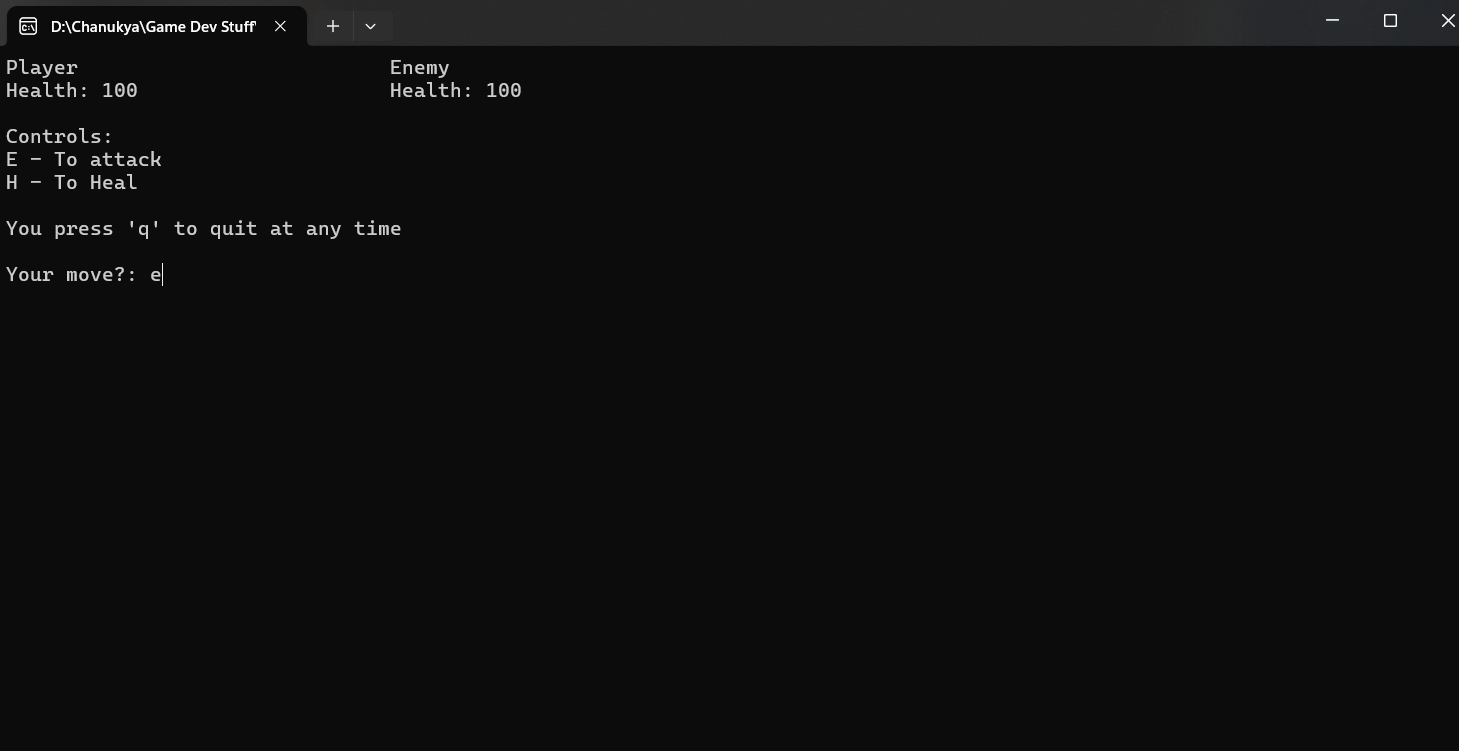 D:\Chanukya\Game Dev Stuff\
Player Enemy
Health: 100 Health: 100
Controls:
E - To attack
H - To Heal
You press 'q' to quit at any time
Your move?: e